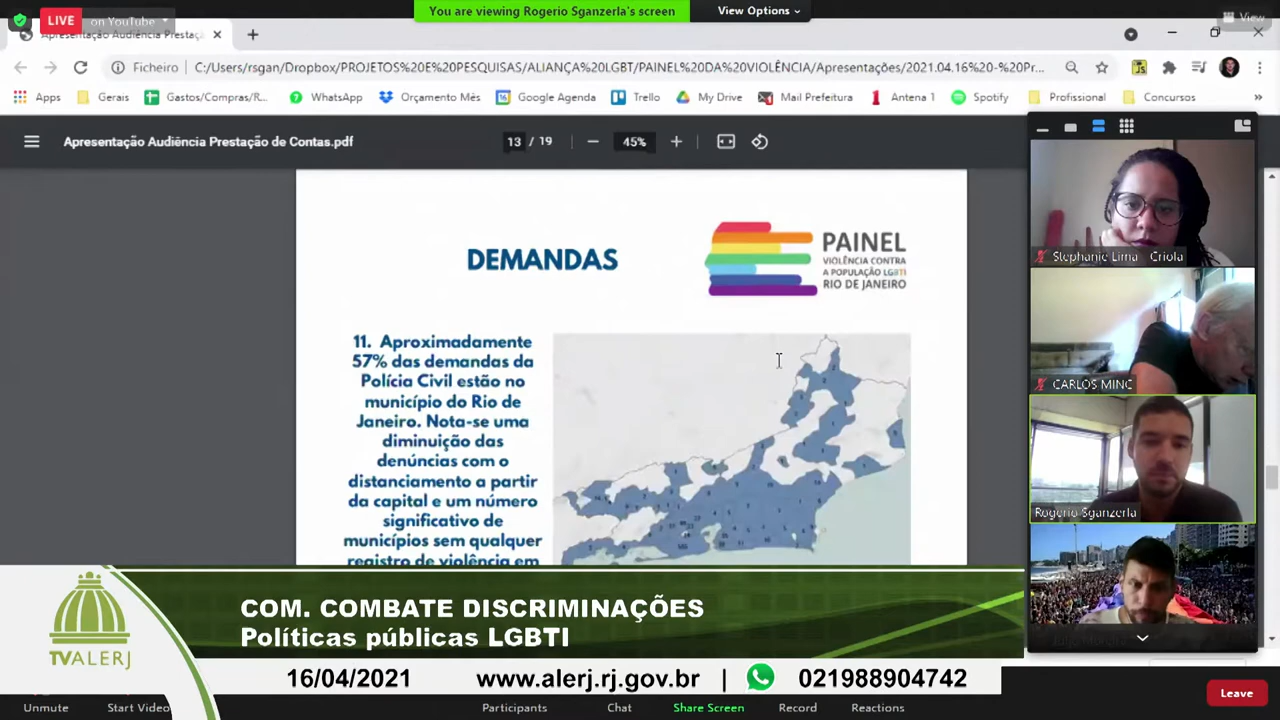 You are viewing Rogerio Sganzerla's screen
View Options
LIVE
on YouTube
View
Apresentação Audiência Prestaç
Ficheiro
C:/Users/rsgan/Dropbox/PROJETOS%20E%20PESQUISAS/ALIANÇA%20LGBT/PAINEL%20DA%20VIOLÊNCIA/Apresentações/2021.04.16%20-%20Pr...
Apps
Gerais
Gastos/Compras/R...
WhatsApp
Orçamento Mês
Google Agenda
Trello
My Drive
Mail Prefeitura
Antena 1
Spotify
Profissional
Concursos
Apresentação Audiência Prestação de Contas.pdf
13 / 19
45%
DEMANDAS
PAINEL
VIOLÊNCIA CONTRA
A POPULAÇÃO LGBTI
RIO DE JANEIRO
11. Aproximadamente
57% das demandas da
Polícia Civil estão no
município do Rio de
Janeiro. Nota-se uma
diminuição das
denúncias com o
distanciamento a partir
da capital e um número
significativo de
municípios sem qualquer
registro de violência em
Stephanie Lima - Criola
CARLOS MINC
Rogerio Sganzerla
COM. COMBATE DISCRIMINAÇÕES
Políticas públicas LGBTI
TVALERJ
16/04/2021
www.alerj.rj.gov.br | 021988904742
Unmute
Start Video
Participants
Chat
Share Screen
Record
Reactions
Leave